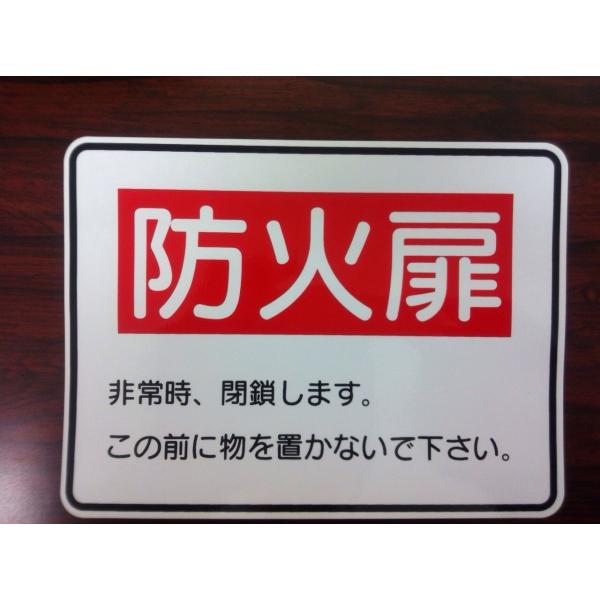 防火扉
非常時、閉鎖します。
この前に物を置かないで下さい。